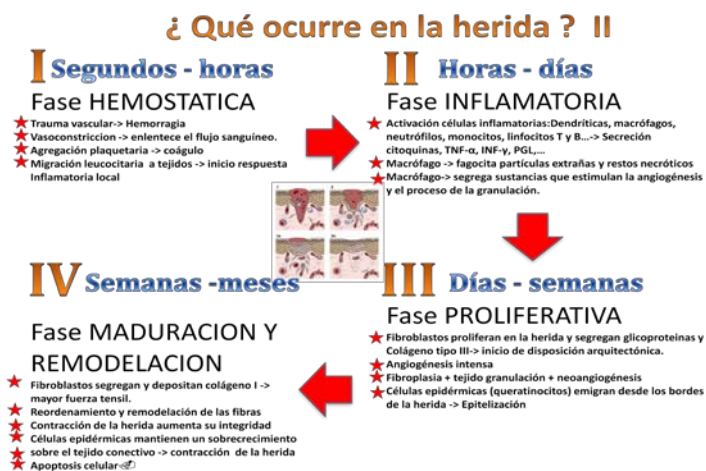 ¿ Qué ocurre en la herida ? II
I Segundos - horas
Fase HEMOSTATICA
Trauma vascular-> Hemorragia
Vasoconstriccion -> enlentece el flujo sanguíneo.
Agregación plaquetaria -> coágulo
Migración leucocitaria a tejidos -> inicio respuesta
Inflamatoria local
II Horas - días
Fase INFLAMATORIA
Activación células inflamatorias:Dendríticas, macrófagos,
neutrófilos, monocitos, linfocitos T y B...-> Secreción
citoquinas, TNF-α, INF-γ, PGL,...
Macrófago -> fagocita partículas extrañas y restos necróticos
Macrófago-> segrega sustancias que estimulan la angiogénesis
y el proceso de la granulación.
III Días - semanas
Fase PROLIFERATIVA
Fibroblastos proliferan en la herida y segregan glicoproteinas y
Colágeno tipo III-> inicio de disposición arquitectónica.
Angiogénesis intensa
Fibroplasia + tejido granulación + neoangiogénesis
Células epidérmicas (queratinocitos) emigran desde los bordes
de la herida -> Epitelización
IV Semanas -meses
Fase MADURACION Y
REMODELACION
Fibroblastos segregan y depositan colágeno I ->
mayor fuerza tensil.
Reordenamiento y remodelación de las fibras
Contracción de la herida aumenta su integridad
Células epidérmicas mantienen un sobrecrecimiento
sobre el tejido conectivo -> contracción de la herida
Apoptosis celular